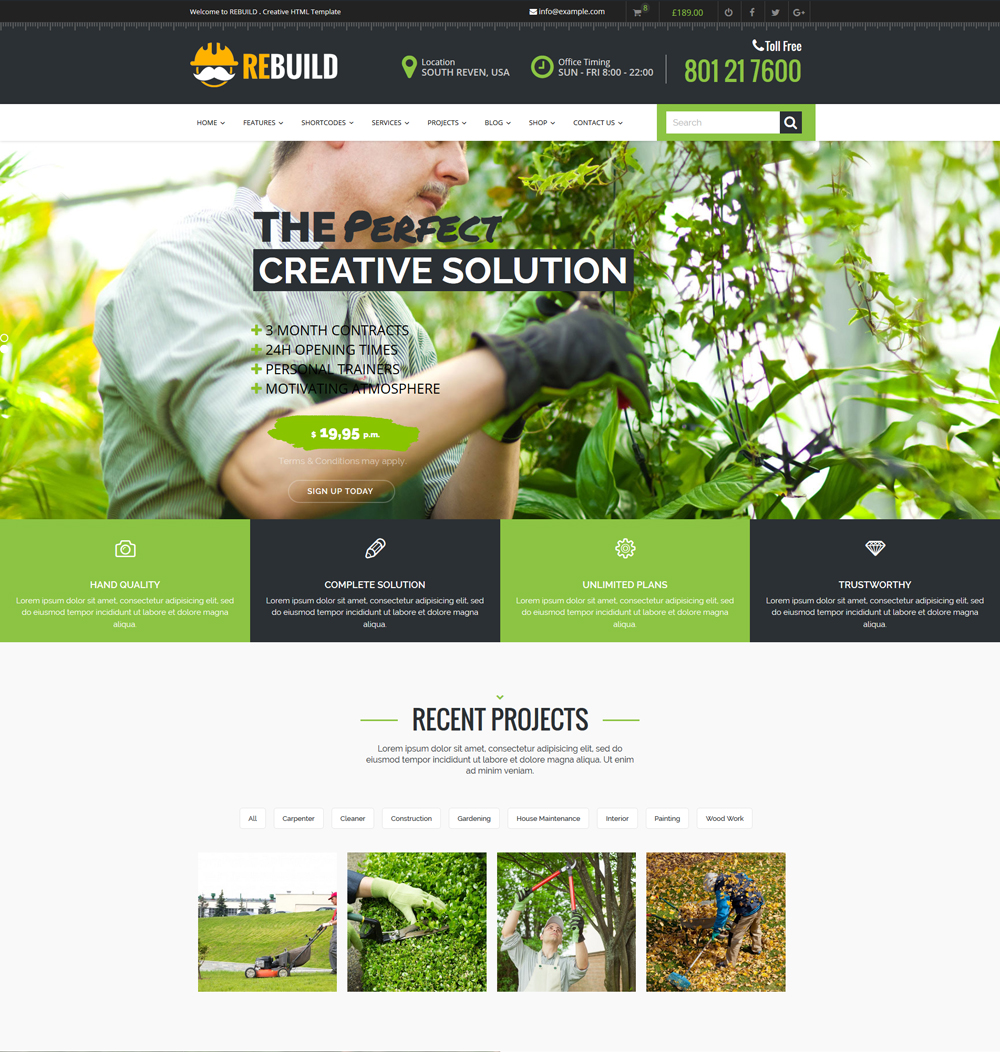 Welcome to REBUILD . Creative HTML Template
info@example.com
8
£189.00
REBUILD
Location
SOUTH REVEN, USA
Office Timing
SUN - FRI 8:00 - 22:00
Toll Free
801 21 7600
HOME
FEATURES
SHORTCODES
SERVICES
PROJECTS
BLOG
SHOP
CONTACT US
Search
THE PERFECT
CREATIVE SOLUTION
3-MONTH CONTRACTS
24H OPENING TIMES
PERSONAL TRAINERS
MOTIVATING ATMOSPHERE
$ 19,95 p.m.
Terms & Conditions may apply.
SIGN UP TODAY
HAND QUALITY
Lorem ipsum dolor sit amet, consectetur adipisicing elit, sed
do eiusmod tempor incididunt ut labore et dolore magna
aliqua.
COMPLETE SOLUTION
Lorem ipsum dolor sit amet, consectetur adipisicing elit, sed
do eiusmod tempor incididunt ut labore et dolore magna
aliqua.
UNLIMITED PLANS
Lorem ipsum dolor sit amet, consectetur adipisicing elit, sed
do eiusmod tempor incididunt ut labore et dolore magna
aliqua.
TRUSTWORTHY
Lorem ipsum dolor sit amet, consectetur adipisicing elit, sed
do eiusmod tempor incididunt ut labore et dolore magna
aliqua.
RECENT PROJECTS
Lorem ipsum dolor sit amet, consectetur adipisicing elit, sed do
eiusmod tempor incididunt ut labore et dolore magna aliqua. Ut enim
ad minim veniam.
All
Carpenter
Cleaner
Construction
Gardening
House Maintenance
Interior
Painting
Wood Work